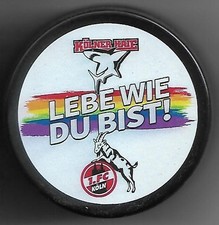 KÖLNER HAIE
LEBE WIE
DU BIST!
1.FC
KÖLN